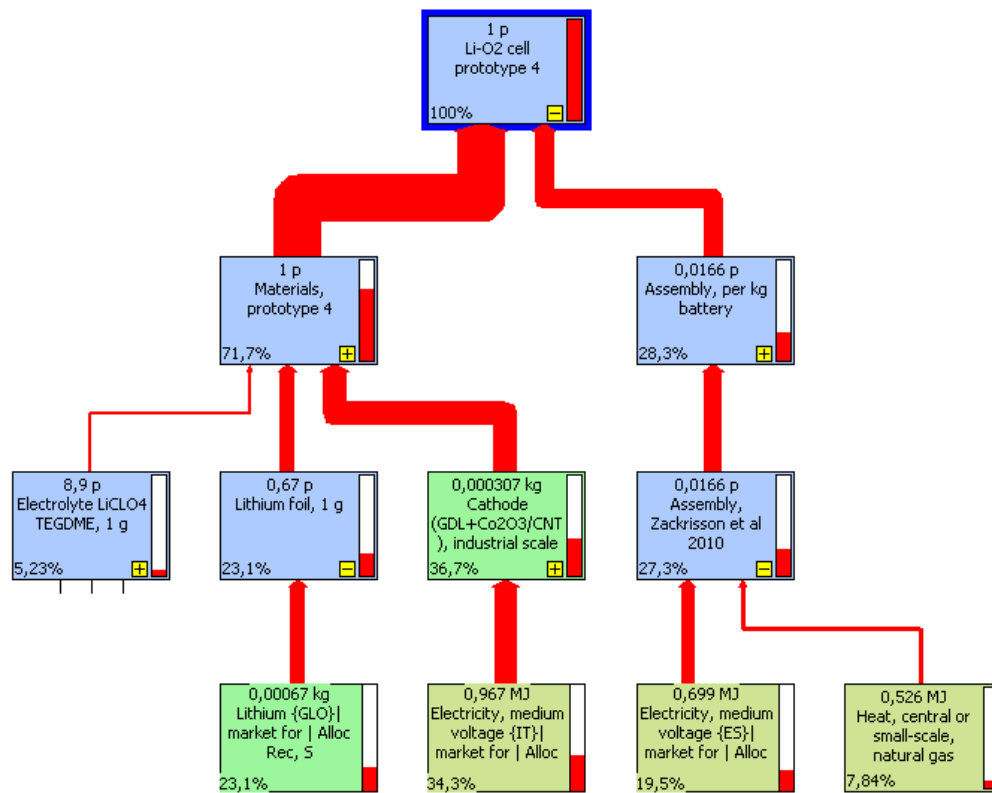 1 p
Li-O2 cell
prototype 4
100%
1 p
Materials,
prototype 4
71,7%
0,0166 p
Assembly, per kg
battery
28,3%
8,9 p
Electrolyte LiCLO4
TEGDME, 1 g
5,23%
0,67 p
Lithium foil, 1 g
23,1%
0,000307 kg
Cathode
(GDL+Co2O3/CNT
), industrial scale
36,7%
0,0166 p
Assembly,
Zackrisson et al
2010
27,3%
0,00067 kg
Lithium {GLO}|
market for | Alloc
Rec, S
23,1%
0,967 MJ
Electricity, medium
voltage {IT}|
market for | Alloc
34,3%
0,699 MJ
Electricity, medium
voltage {ES}|
market for | Alloc
19,5%
0,526 MJ
Heat, central or
small-scale,
natural gas
7,84%